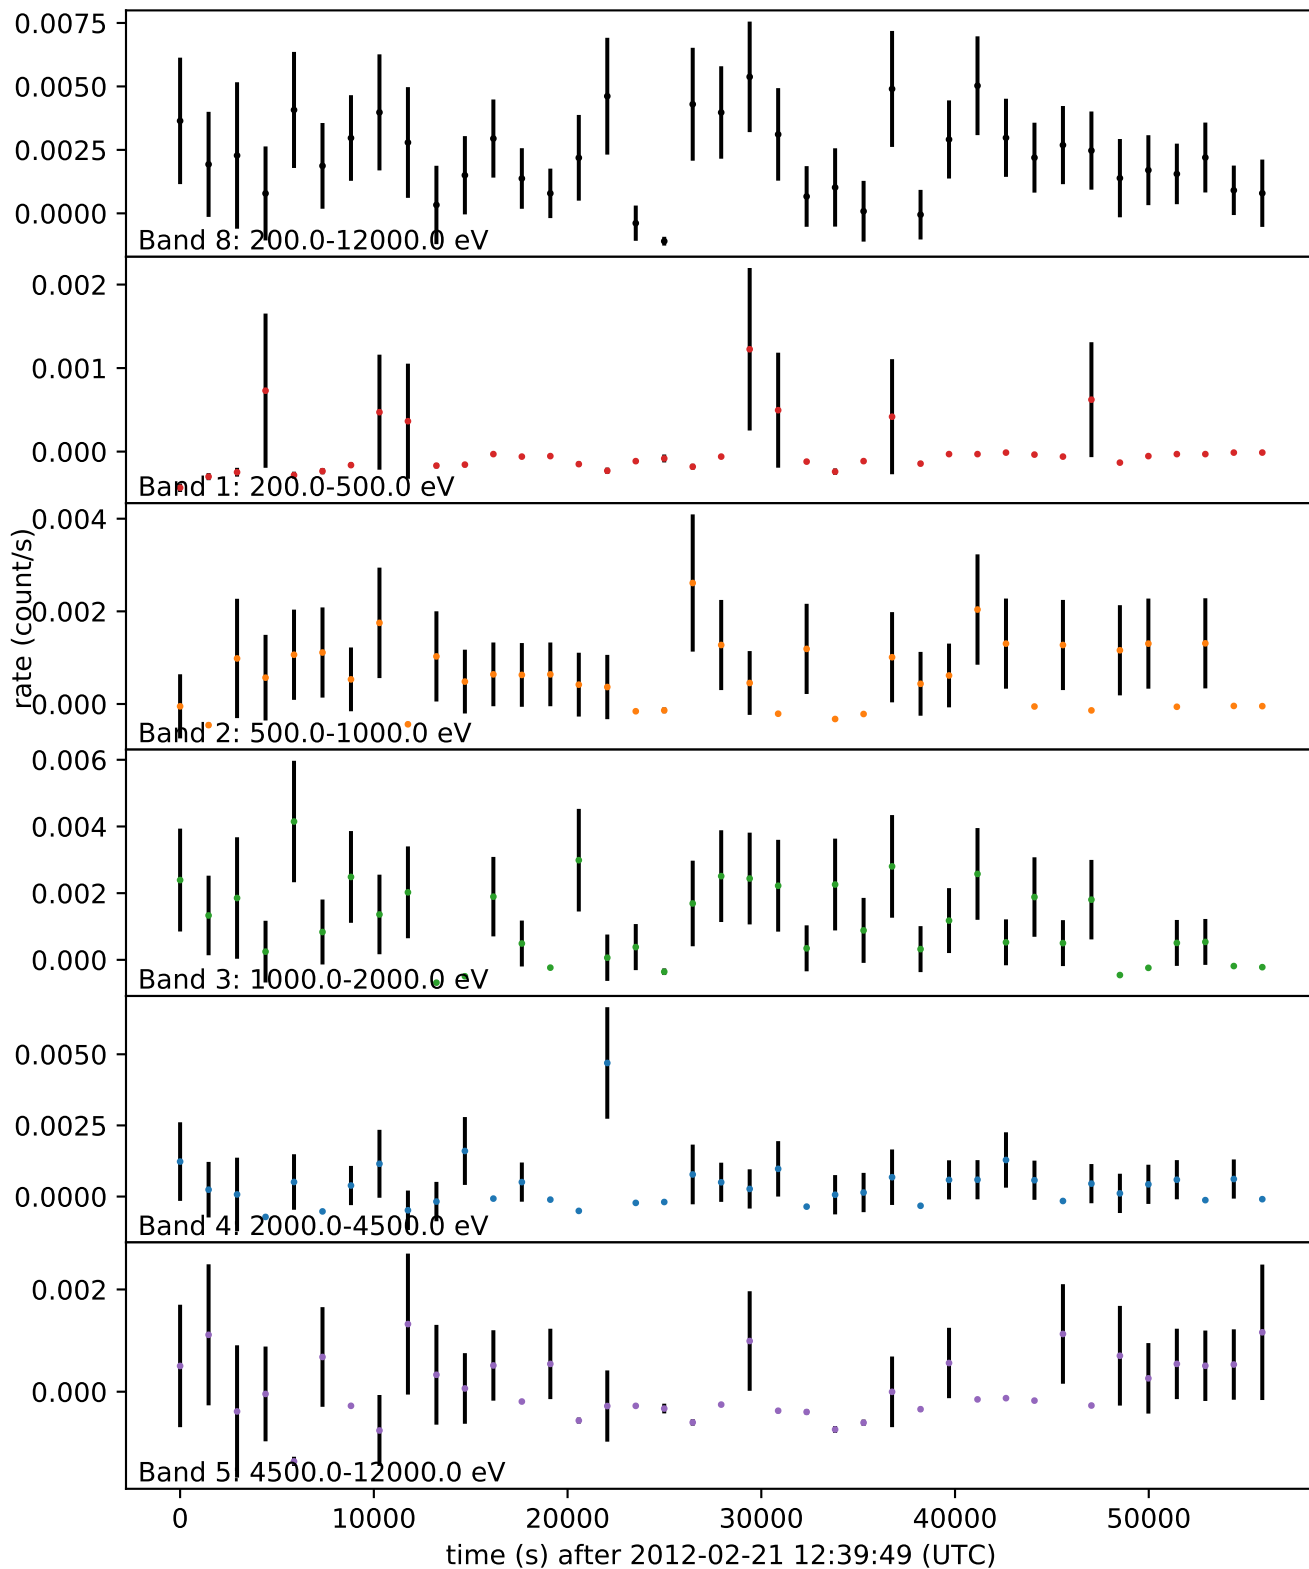 0.0075
0.0050
0.0025
0.0000
Band 8: 200.0-12000.0 eV
0.002
0.001
0.000
Band 1: 200.0-500.0 eV
0.004
0.002
0.000
Band 2: 500.0-1000.0 eV
rate (count/s)
0.006
0.004
0.002
0.000
Band 3: 1000.0-2000.0 eV
0.0050
0.0025
0.0000
Band 4: 2000.0-4500.0 eV
0.002
0.000
Band 5: 4500.0-12000.0 eV
0 10000 20000 30000 40000 50000
time (s) after 2012-02-21 12:39:49 (UTC)